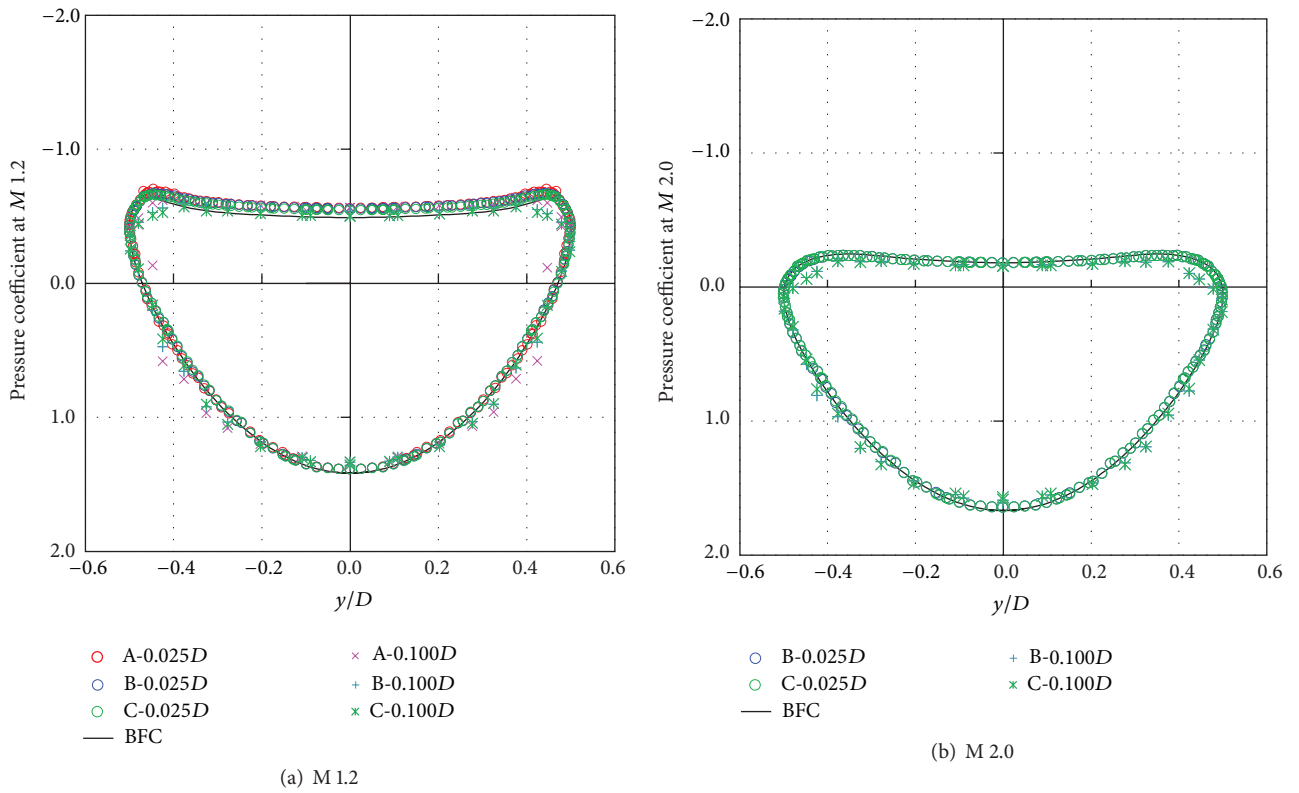 Pressure coefficient at M 1.2
−2.0
−1.0
0.0
1.0
2.0
−0.6
−0.4
−0.2
0.0
0.2
0.4
0.6
y/D
A-0.025D
B-0.025D
C-0.025D
BFC
A-0.100D
B-0.100D
C-0.100D
(a) M 1.2
Pressure coefficient at M 2.0
−2.0
−1.0
0.0
1.0
2.0
−0.6
−0.4
−0.2
0.0
0.2
0.4
0.6
y/D
B-0.025D
C-0.025D
BFC
B-0.100D
C-0.100D
(b) M 2.0